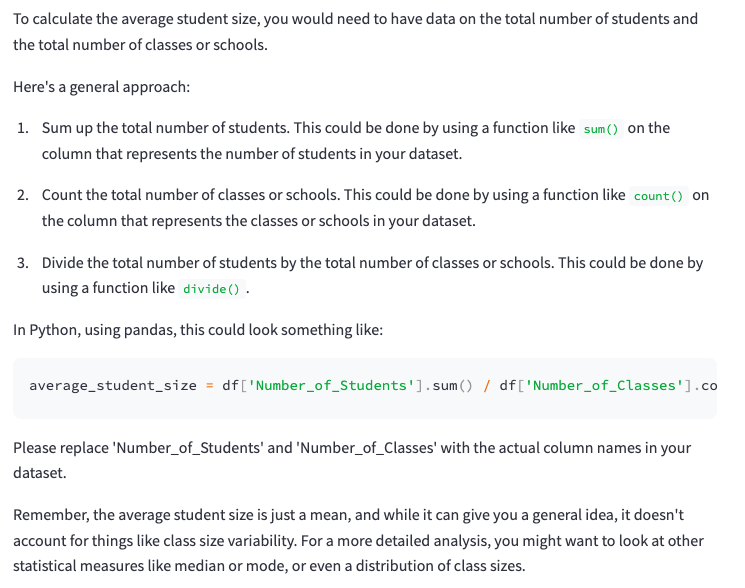 To calculate the average student size, you would need to have data on the total number of students and
the total number of classes or schools.
Here's a general approach:
1. Sum up the total number of students. This could be done by using a function like sum() on the
column that represents the number of students in your dataset.
2. Count the total number of classes or schools. This could be done by using a function like count() on
the column that represents the classes or schools in your dataset.
3. Divide the total number of students by the total number of classes or schools. This could be done by
using a function like divide() .
In Python, using pandas, this could look something like:
average_student_size = df['Number_of_Students'].sum() / df['Number_of_Classes'].co
Please replace 'Number_of_Students' and 'Number_of_Classes' with the actual column names in your
dataset.
Remember, the average student size is just a mean, and while it can give you a general idea, it doesn't
account for things like class size variability. For a more detailed analysis, you might want to look at other
statistical measures like median or mode, or even a distribution of class sizes.